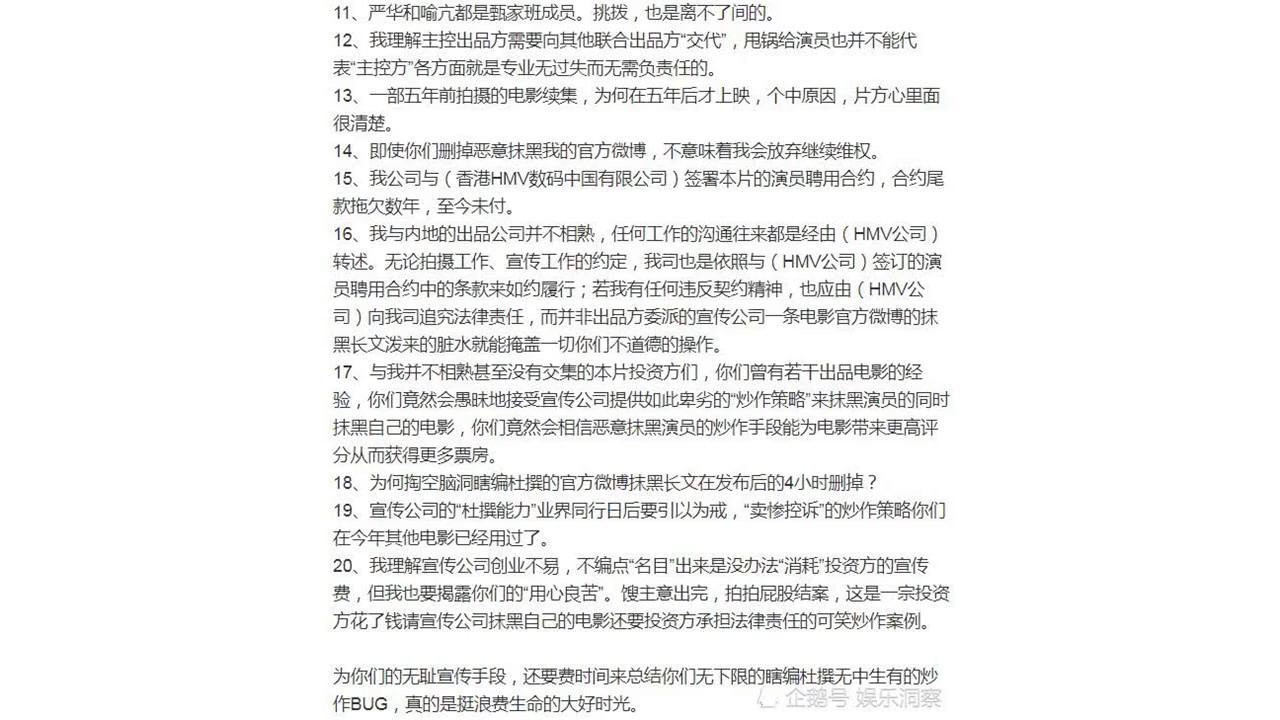 11、严华和喻亢都是甄家班成员。挑拨，也是离不了间的。
12、我理解主控出品方需要向其他联合出品方“交代”，甩锅给演员也并不能代
表“主控方”各方面就是专业无过失而无需负责任的。
13、一部五年前拍摄的电影续集，为何在五年后才上映，个中原因，片方心里面
很清楚。
14、即使你们删掉恶意抹黑我的官方微博，不意味着我会放弃继续维权。
15、我公司与（香港HMV数码中国有限公司）签署本片的演员聘用合约，合约尾
款拖欠数年，至今未付。
16、我与内地的出品公司并不相熟，任何工作的沟通往来都是经由（HMV公司）
转述。无论拍摄工作、宣传工作的约定，我司也是依照与（HMV公司）签订的演
员聘用合约中的条款来如约履行；若我有任何违反契约精神，也应由（HMV公
司）向我司追究法律责任，而并非出品方委派的宣传公司一条电影官方微博的抹
黑长文泼来的脏水就能掩盖一切你们不道德的操作。
17、与我并不相熟甚至没有交集的本片投资方们，你们曾有若干出品电影的经
验，你们竟然会愚昧地接受宣传公司提供如此卑劣的“炒作策略”来抹黑演员的同时
抹黑自己的电影，你们竟然会相信恶意抹黑演员的炒作手段能为电影带来更高评
分从而获得更多票房。
18、为何掏空脑洞瞎编杜撰的官方微博抹黑长文在发布后的4小时删掉？
19、宣传公司的“杜撰能力”业界同行日后要引以为戒，“卖惨控诉”的炒作策略你们
在今年其他电影已经用过了。
20、我理解宣传公司创业不易，不编点“名目”出来是没办法“消耗”投资方的宣传
费，但我也要揭露你们的“用心良苦”。馊主意出完，拍拍屁股结案，这是一宗投资
方花了钱请宣传公司抹黑自己的电影还要投资方承担法律责任的可笑炒作案例。
为你们的无耻宣传手段，还要费时间来总结你们无下限的瞎编杜撰无中生有的炒
作BUG，真的是挺浪费生命的大好时光。
企鹅号 娱乐洞察